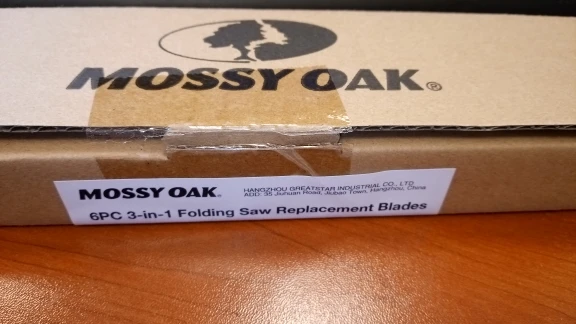 MOSSY OAK®
MOSSY OAK®
HANGZHOU GREATSTAR INDUSTRIAL CO., LTD
ADD: 35 Jiuhuan Road, Jiubao Town, Hangzhou, China
6PC 3-in-1 Folding Saw Replacement Blades